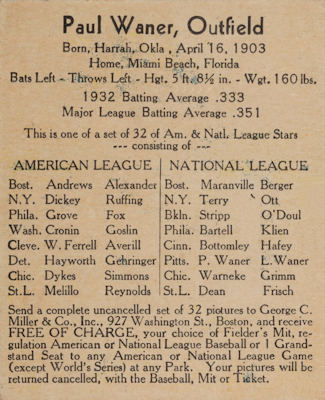 Paul Waner, Outfield
Born, Harrah, Okla , April 16, 1903
Home, Miami Beach, Florida
Bats Left - Throws Left - Hgt. 5 ft. 8½ in. - Wgt. 160 lbs.
1932 Batting Average .333
Major League Batting Average .351
This is one of a set of 32 of Am. & Natl. League Stars
--- consisting of ---
AMERICAN LEAGUE NATIONAL LEAGUE
Bost. Andrews Alexander Bost. Maranville Berger
N.Y. Dickey Ruffing N.Y. Terry Ott
Phila. Grove Fox Bkln. Stripp O'Doul
Wash. Cronin Goslin Phila. Bartell Klien
Cleve. W. Ferrell Averill Cinn. Bottomley Hafey
Det. Hayworth Gehringer Pitts. P. Waner L. Waner
Chic. Dykes Simmons Chic. Warneke Grimm
St.L. Melillo Reynolds St.L. Dean Frisch
Send a complete uncancelled set of 32 pictures to George C.
Miller & Co., Inc., 927 Washington St., Boston, and receive
FREE OF CHARGE, your choice of Fielder's Mit, re-
gulation American or National League Baseball or 1 Grand-
stand Seat to any American or National League Game
(except World's Series) at any Park. Your pictures will be
returned cancelled, with the Baseball, Mit or Ticket.